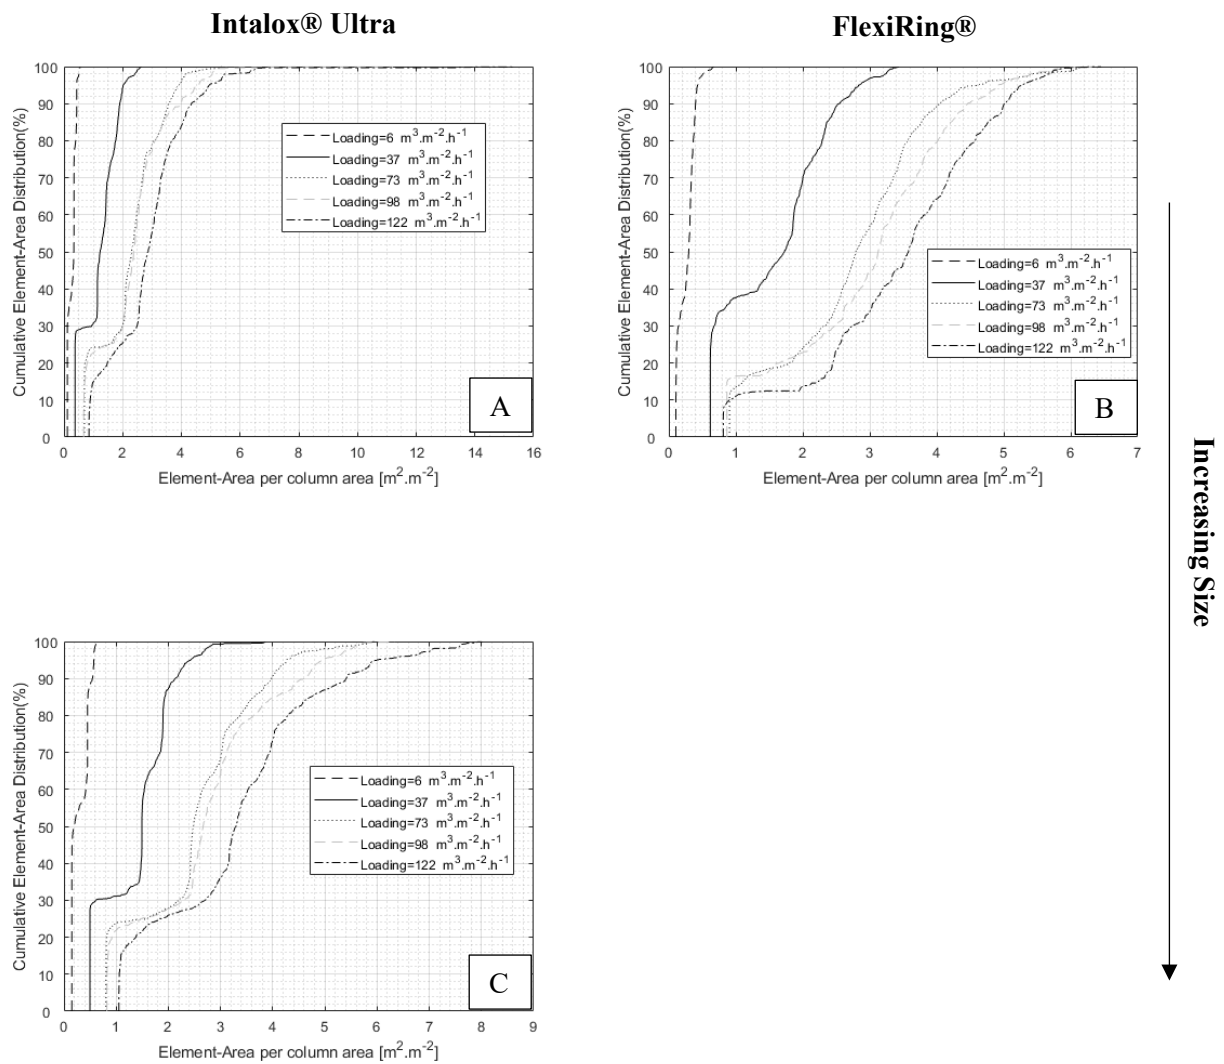 Intalox® Ultra
FlexiRing®
100
90
80
70
60
50
40
30
20
10
0
Cumulative Element-Area Distribution(%)
Loading=6 m³.m⁻².h⁻¹
Loading=37 m³.m⁻².h⁻¹
Loading=73 m³.m⁻².h⁻¹
Loading=98 m³.m⁻².h⁻¹
Loading=122 m³.m⁻².h⁻¹
A
0 2 4 6 8 10 12 14 16
Element-Area per column area [m².m⁻²]
100
90
80
70
60
50
40
30
20
10
0
Cumulative Element-Area Distribution(%)
Loading=6 m³.m⁻².h⁻¹
Loading=37 m³.m⁻².h⁻¹
Loading=73 m³.m⁻².h⁻¹
Loading=98 m³.m⁻².h⁻¹
Loading=122 m³.m⁻².h⁻¹
B
0 1 2 3 4 5 6 7
Element-Area per column area [m².m⁻²]
Increasing Size
100
90
80
70
60
50
40
30
20
10
0
Cumulative Element-Area Distribution(%)
Loading=6 m³.m⁻².h⁻¹
Loading=37 m³.m⁻².h⁻¹
Loading=73 m³.m⁻².h⁻¹
Loading=98 m³.m⁻².h⁻¹
Loading=122 m³.m⁻².h⁻¹
C
0 1 2 3 4 5 6 7 8 9
Element-Area per column area [m².m⁻²]